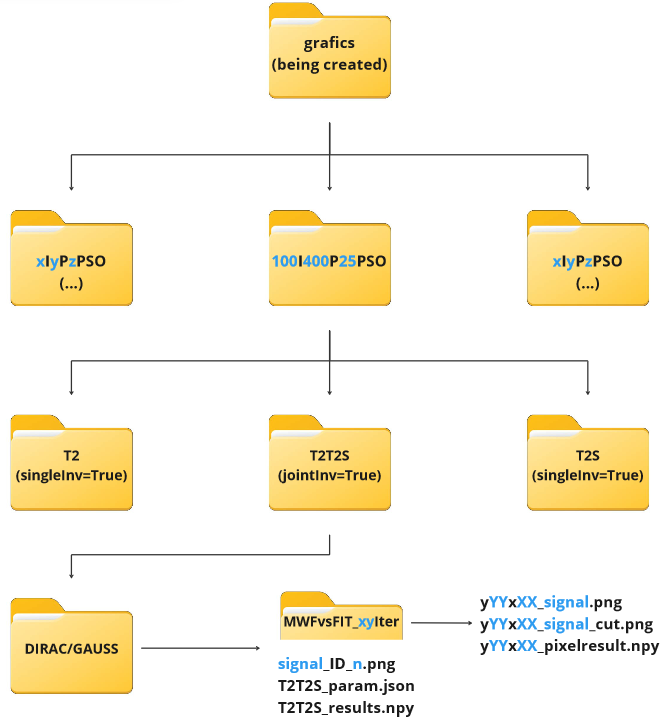 grafics
(being created)
xIyPzPSO
(...)
100I400P25PSO
xIyPzPSO
(...)
T2
(singleInv=True)
T2T2S
(jointInv=True)
T2S
(singleInv=True)
DIRAC/GAUSS
MWFvsFIT_xyIter
signal_ID_n.png
T2T2S_param.json
T2T2S_results.npy
yYYxXX_signal.png
yYYxXX_signal_cut.png
yYYxXX_pixelresult.npy